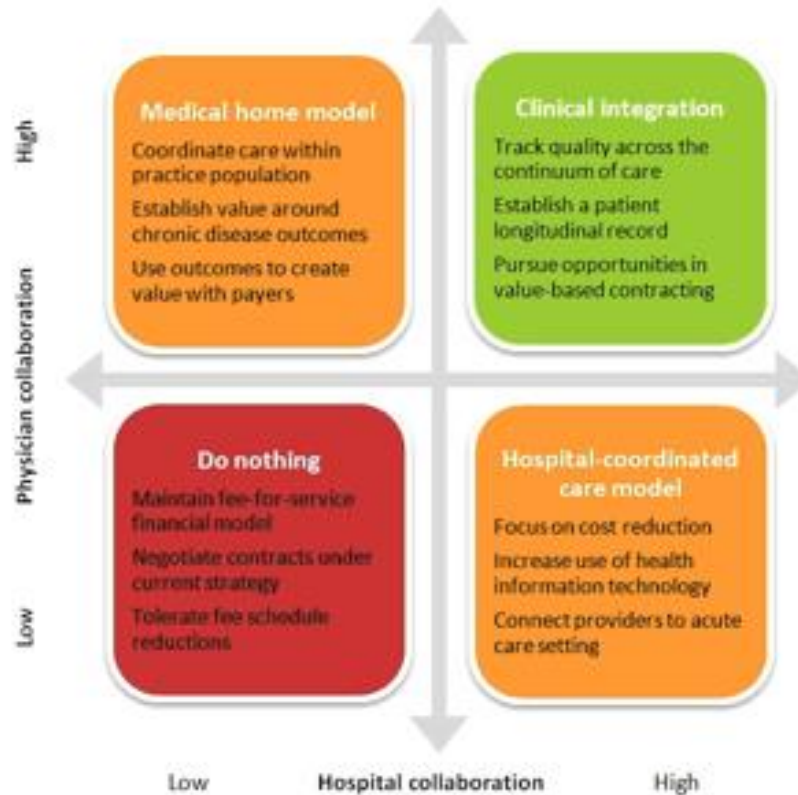 High
Physician collaboration
Low
Medical home model
Coordinate care within
practice population
Establish value around
chronic disease outcomes
Use outcomes to create
value with payers
Clinical integration
Track quality across the
continuum of care
Establish a patient
longitudinal record
Pursue opportunities in
value-based contracting
Do nothing
Maintain fee-for-service
financial model
Negotiate contracts under
current strategy
Tolerate fee schedule
reductions
Hospital-coordinated
care model
Focus on cost reduction
Increase use of health
information technology
Connect providers to acute
care setting
Low
Hospital collaboration
High